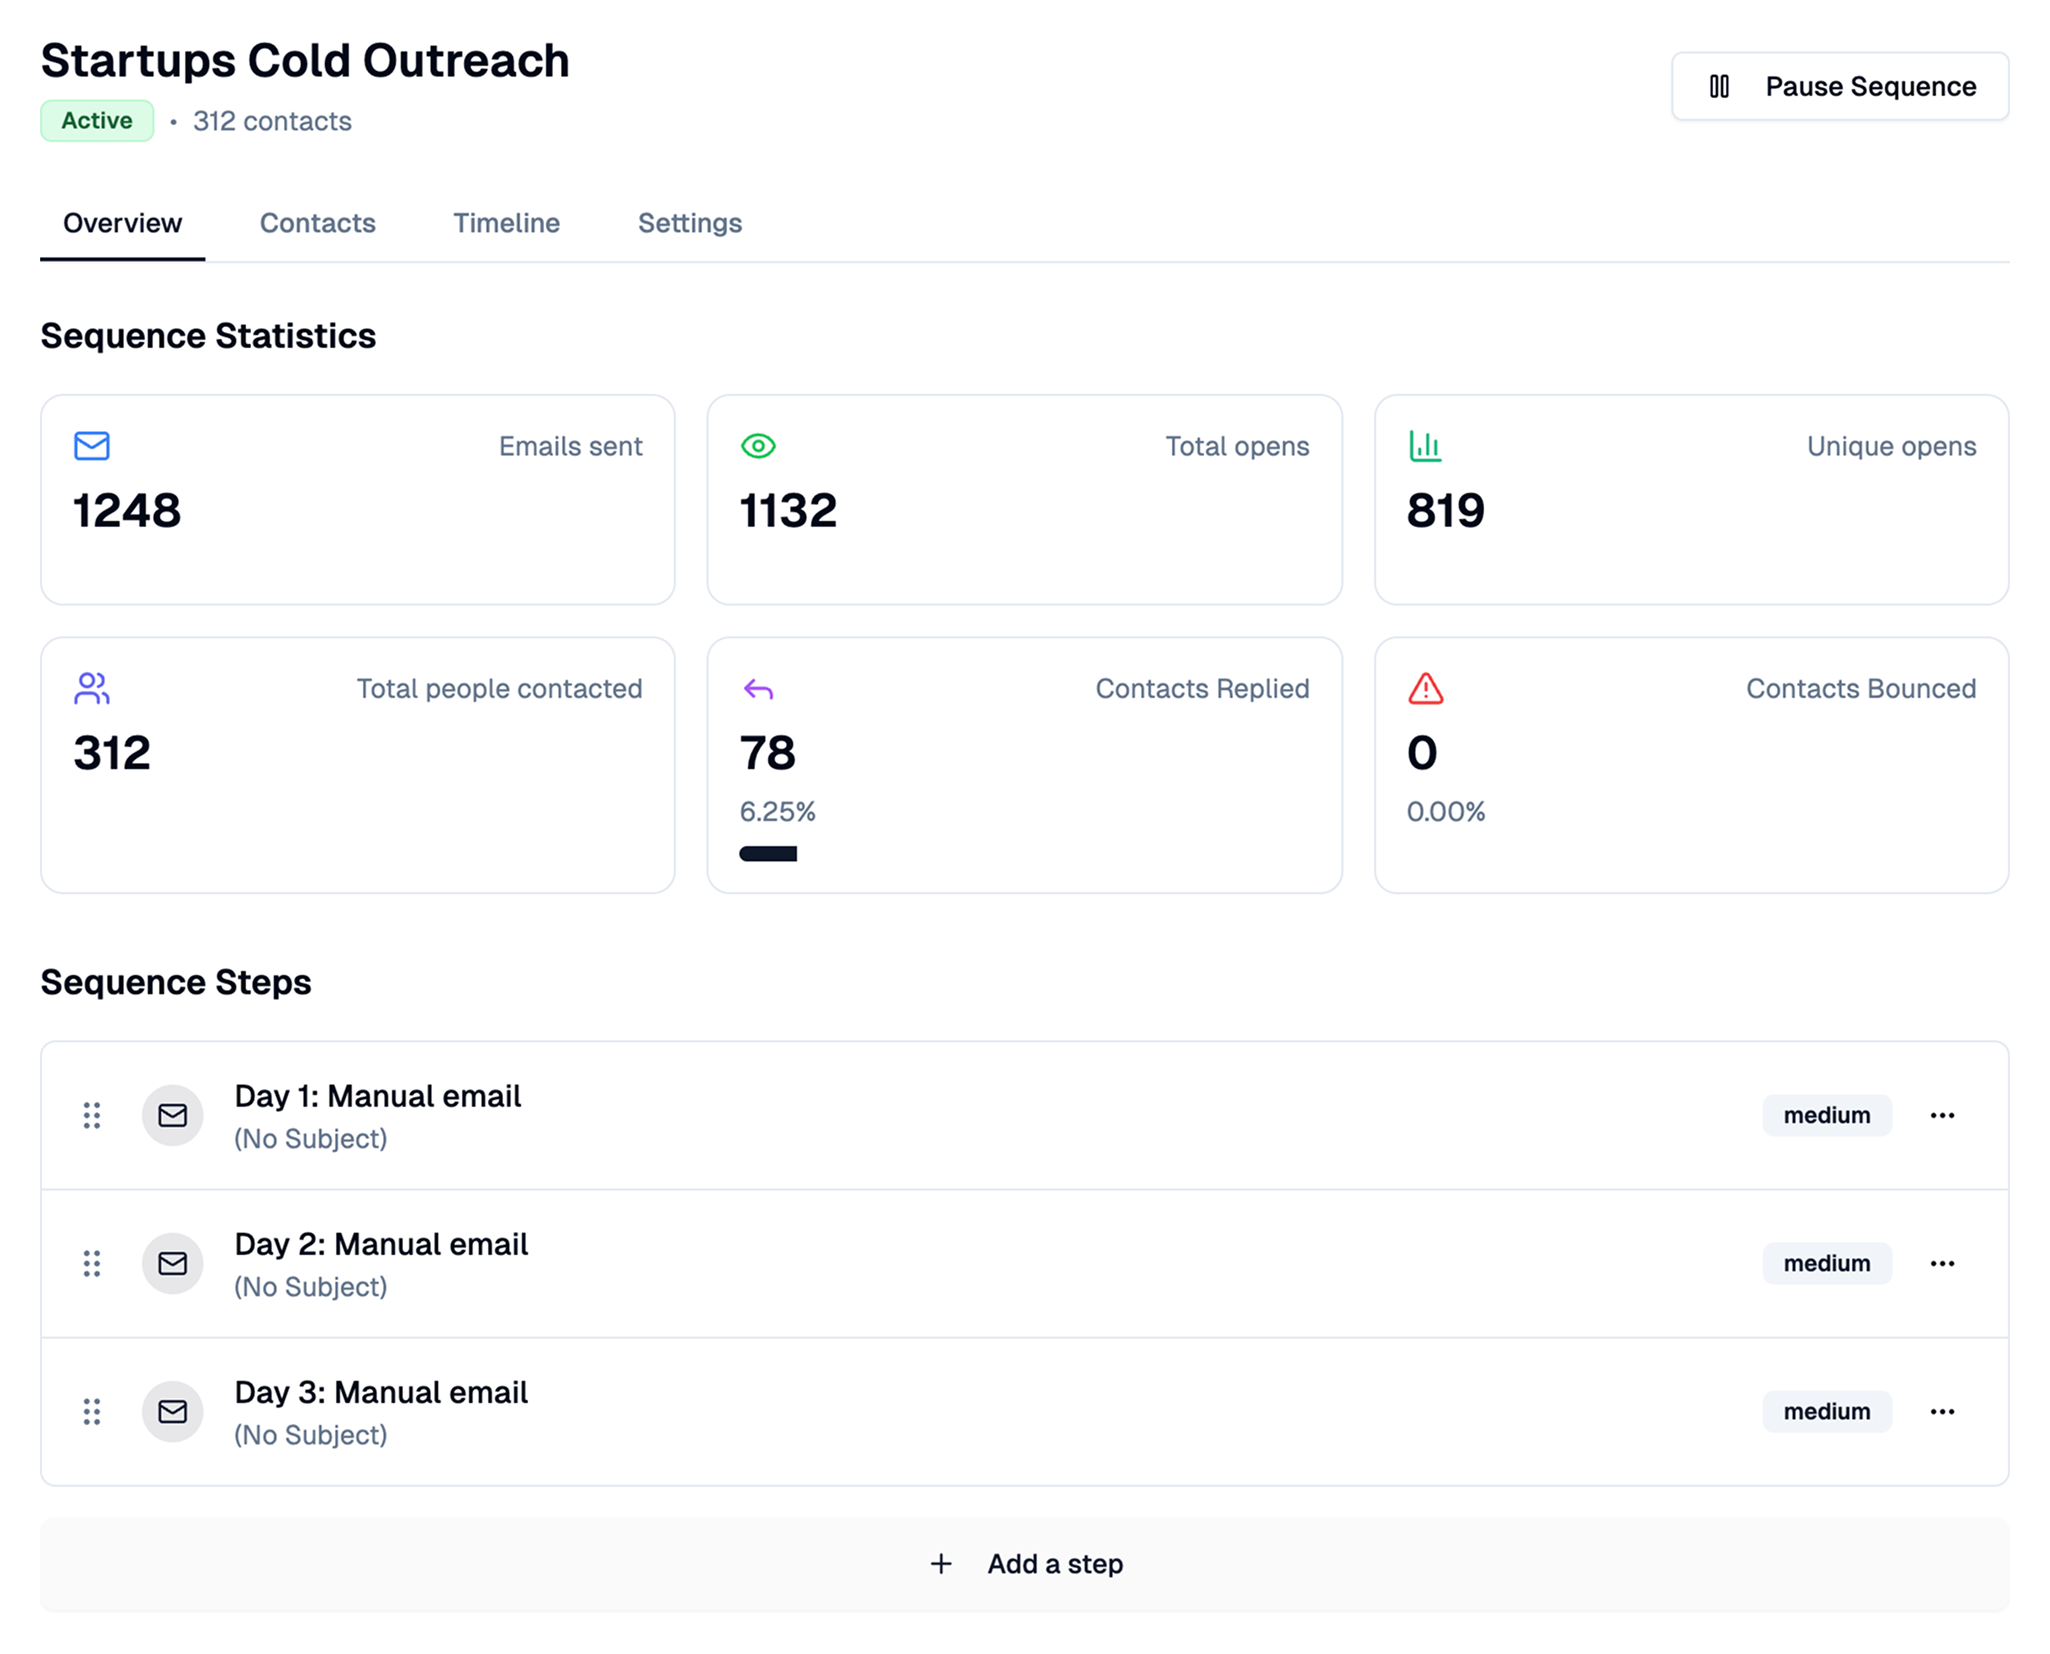 Startups Cold Outreach
Active • 312 contacts
Pause Sequence
Overview Contacts Timeline Settings
Sequence Statistics
Emails sent
1248
Total opens
1132
Unique opens
819
Total people contacted
312
Contacts Replied
78
6.25%
Contacts Bounced
0
0.00%
Sequence Steps
Day 1: Manual email
(No Subject)
medium
Day 2: Manual email
(No Subject)
medium
Day 3: Manual email
(No Subject)
medium
Add a step